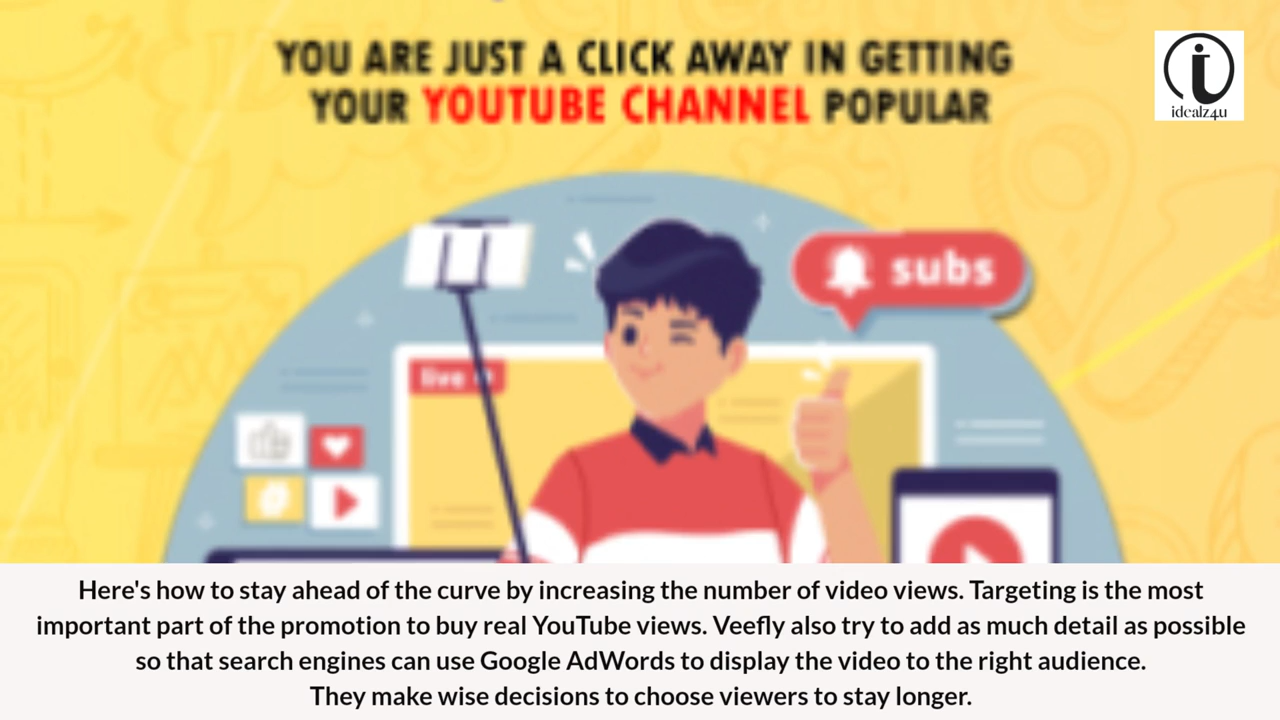 YOU ARE JUST A CLICK AWAY IN GETTING
YOUR YOUTUBE CHANNEL POPULAR
idealz4u
subs
live
Here's how to stay ahead of the curve by increasing the number of video views. Targeting is the most
important part of the promotion to buy real YouTube views. Veefly also try to add as much detail as possible
so that search engines can use Google AdWords to display the video to the right audience.
They make wise decisions to choose viewers to stay longer.